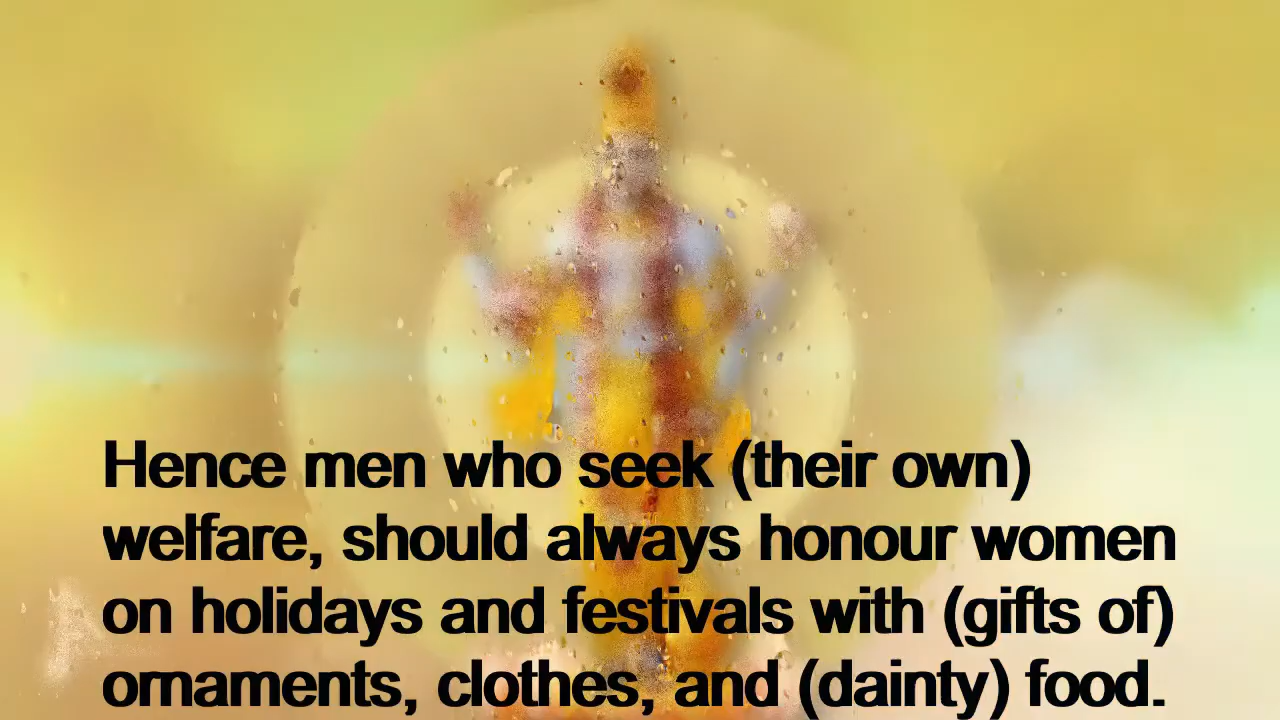 Hence men who seek (their own)
welfare, should always honour women
on holidays and festivals with (gifts of)
ornaments, clothes, and (dainty) food.